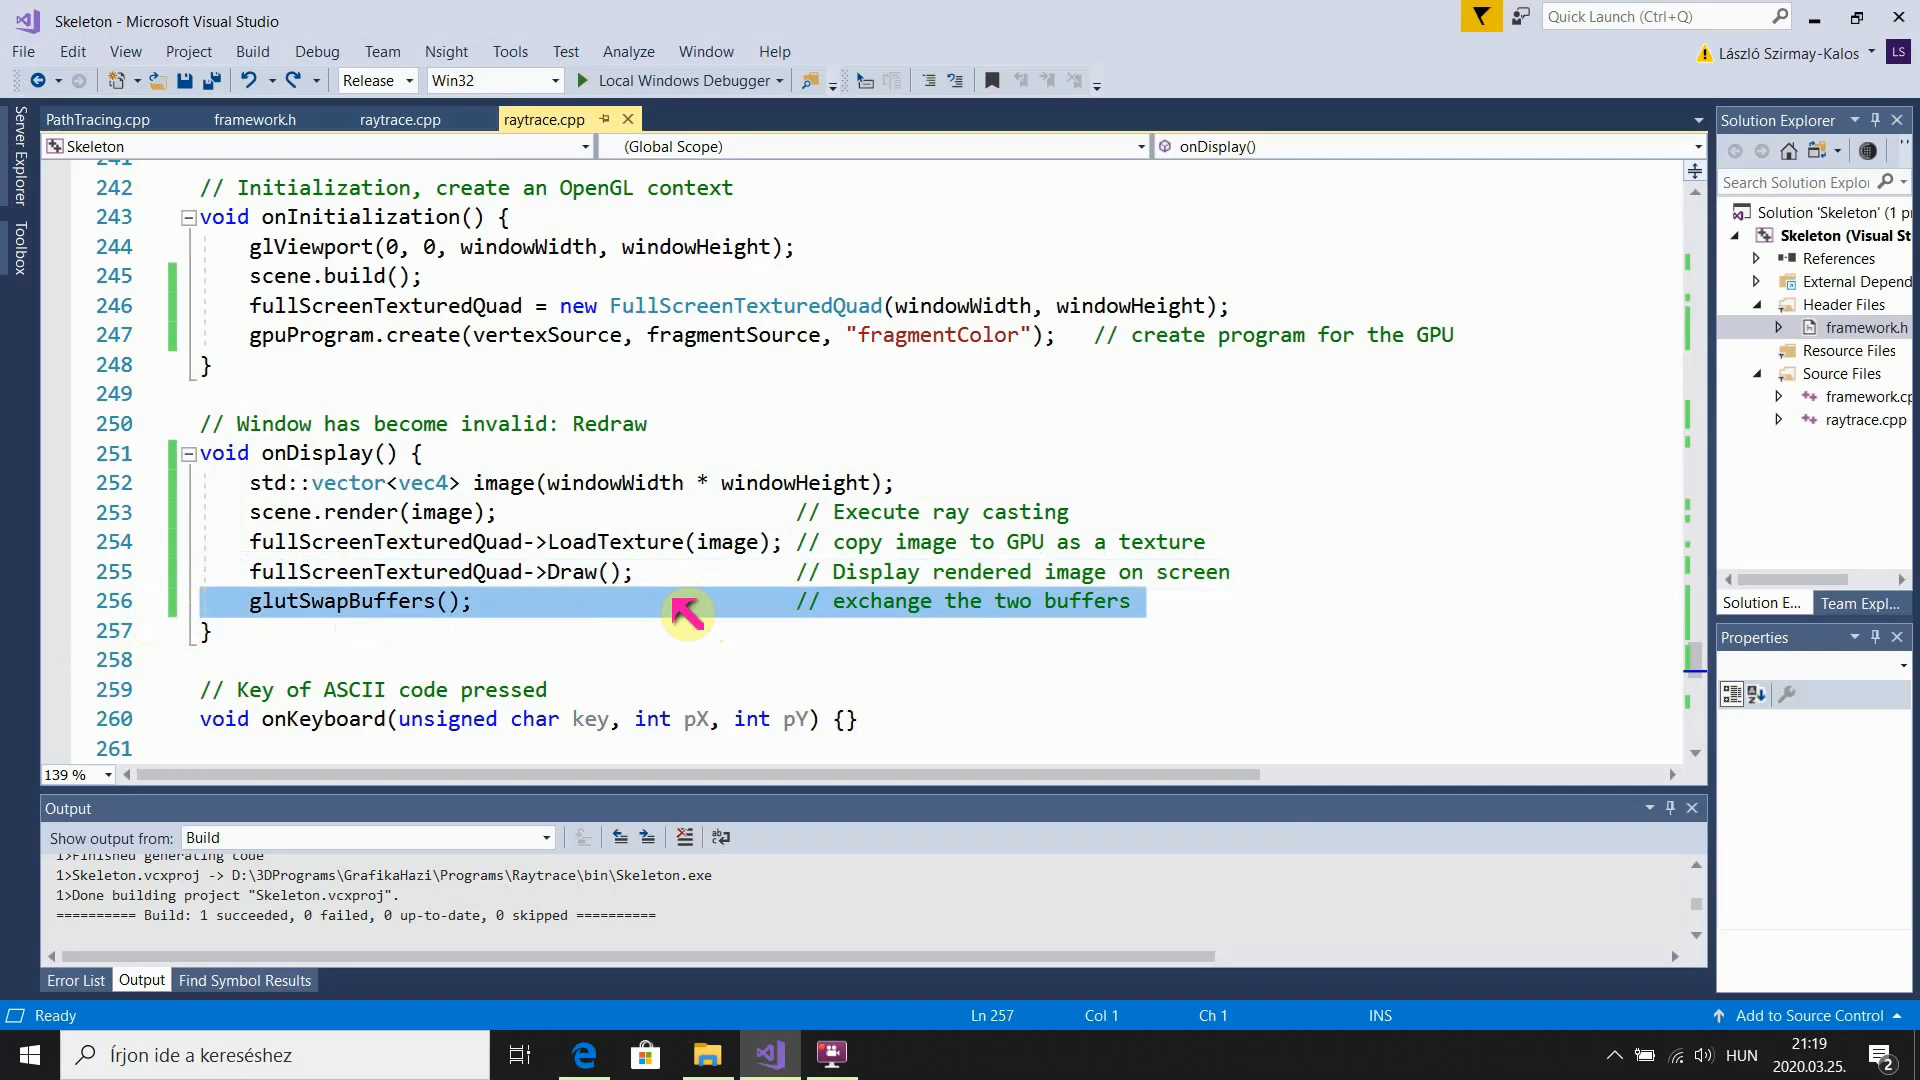 Skeleton - Microsoft Visual Studio
Quick Launch (Ctrl+Q)
File Edit View Project Build Debug Team Nsight Tools Test Analyze Window Help
László Szirmay-Kalos LS
Release Win32 Local Windows Debugger
Server Explorer
Toolbox
PathTracing.cpp framework.h raytrace.cpp raytrace.cpp
Skeleton (Global Scope) onDisplay()
241
242 // Initialization, create an OpenGL context
243 void onInitialization() {
244 glViewport(0, 0, windowWidth, windowHeight);
245 scene.build();
246 fullScreenTexturedQuad = new FullScreenTexturedQuad(windowWidth, windowHeight);
247 gpuProgram.create(vertexSource, fragmentSource, "fragmentColor"); // create program for the GPU
248 }
249
250 // Window has become invalid: Redraw
251 void onDisplay() {
252 std::vector<vec4> image(windowWidth * windowHeight);
253 scene.render(image); // Execute ray casting
254 fullScreenTexturedQuad->LoadTexture(image); // copy image to GPU as a texture
255 fullScreenTexturedQuad->Draw(); // Display rendered image on screen
256 glutSwapBuffers(); // exchange the two buffers
257 }
258
259 // Key of ASCII code pressed
260 void onKeyboard(unsigned char key, int pX, int pY) {}
261
139 %
Solution Explorer
Search Solution Explo
Solution 'Skeleton' (1 p
Skeleton (Visual St
References
External Depend
Header Files
framework.h
Resource Files
Source Files
framework.cp
raytrace.cpp
Solution E... Team Expl...
Properties
Output
Show output from: Build
1>Finished generating code
1>Skeleton.vcxproj -> D:\3DPrograms\GrafikaHazi\Programs\Raytrace\bin\Skeleton.exe
1>Done building project "Skeleton.vcxproj".
========== Build: 1 succeeded, 0 failed, 0 up-to-date, 0 skipped ==========
Error List Output Find Symbol Results
Ready Ln 257 Col 1 Ch 1 INS Add to Source Control
Írjon ide a kereséshez
HUN
21:19
2020.03.25.
2